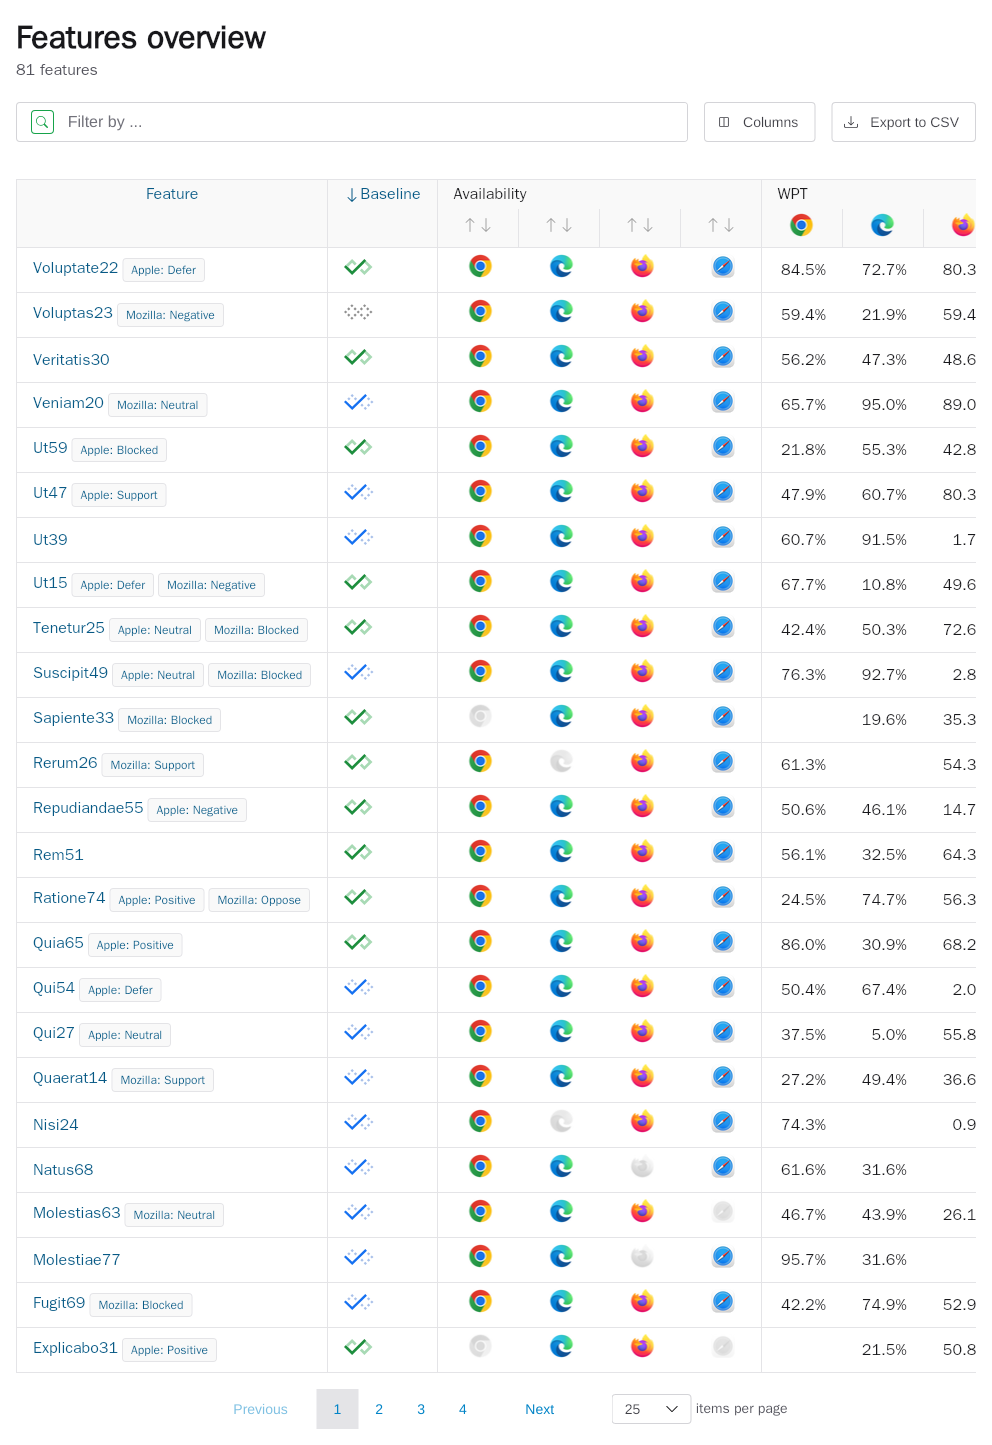 Features overview
81 features
Filter by ...
Columns
Export to CSV
Feature Baseline Availability WPT
Voluptate22 Apple: Defer 84.5% 72.7% 80.3
Voluptas23 Mozilla: Negative 59.4% 21.9% 59.4
Veritatis30 56.2% 47.3% 48.6
Veniam20 Mozilla: Neutral 65.7% 95.0% 89.0
Ut59 Apple: Blocked 21.8% 55.3% 42.8
Ut47 Apple: Support 47.9% 60.7% 80.3
Ut39 60.7% 91.5% 1.7
Ut15 Apple: Defer Mozilla: Negative 67.7% 10.8% 49.6
Tenetur25 Apple: Neutral Mozilla: Blocked 42.4% 50.3% 72.6
Suscipit49 Apple: Neutral Mozilla: Blocked 76.3% 92.7% 2.8
Sapiente33 Mozilla: Blocked 19.6% 35.3
Rerum26 Mozilla: Support 61.3% 54.3
Repudiandae55 Apple: Negative 50.6% 46.1% 14.7
Rem51 56.1% 32.5% 64.3
Ratione74 Apple: Positive Mozilla: Oppose 24.5% 74.7% 56.3
Quia65 Apple: Positive 86.0% 30.9% 68.2
Qui54 Apple: Defer 50.4% 67.4% 2.0
Qui27 Apple: Neutral 37.5% 5.0% 55.8
Quaerat14 Mozilla: Support 27.2% 49.4% 36.6
Nisi24 74.3% 0.9
Natus68 61.6% 31.6%
Molestias63 Mozilla: Neutral 46.7% 43.9% 26.1
Molestiae77 95.7% 31.6%
Fugit69 Mozilla: Blocked 42.2% 74.9% 52.9
Explicabo31 Apple: Positive 21.5% 50.8
Previous 1 2 3 4 Next 25 items per page